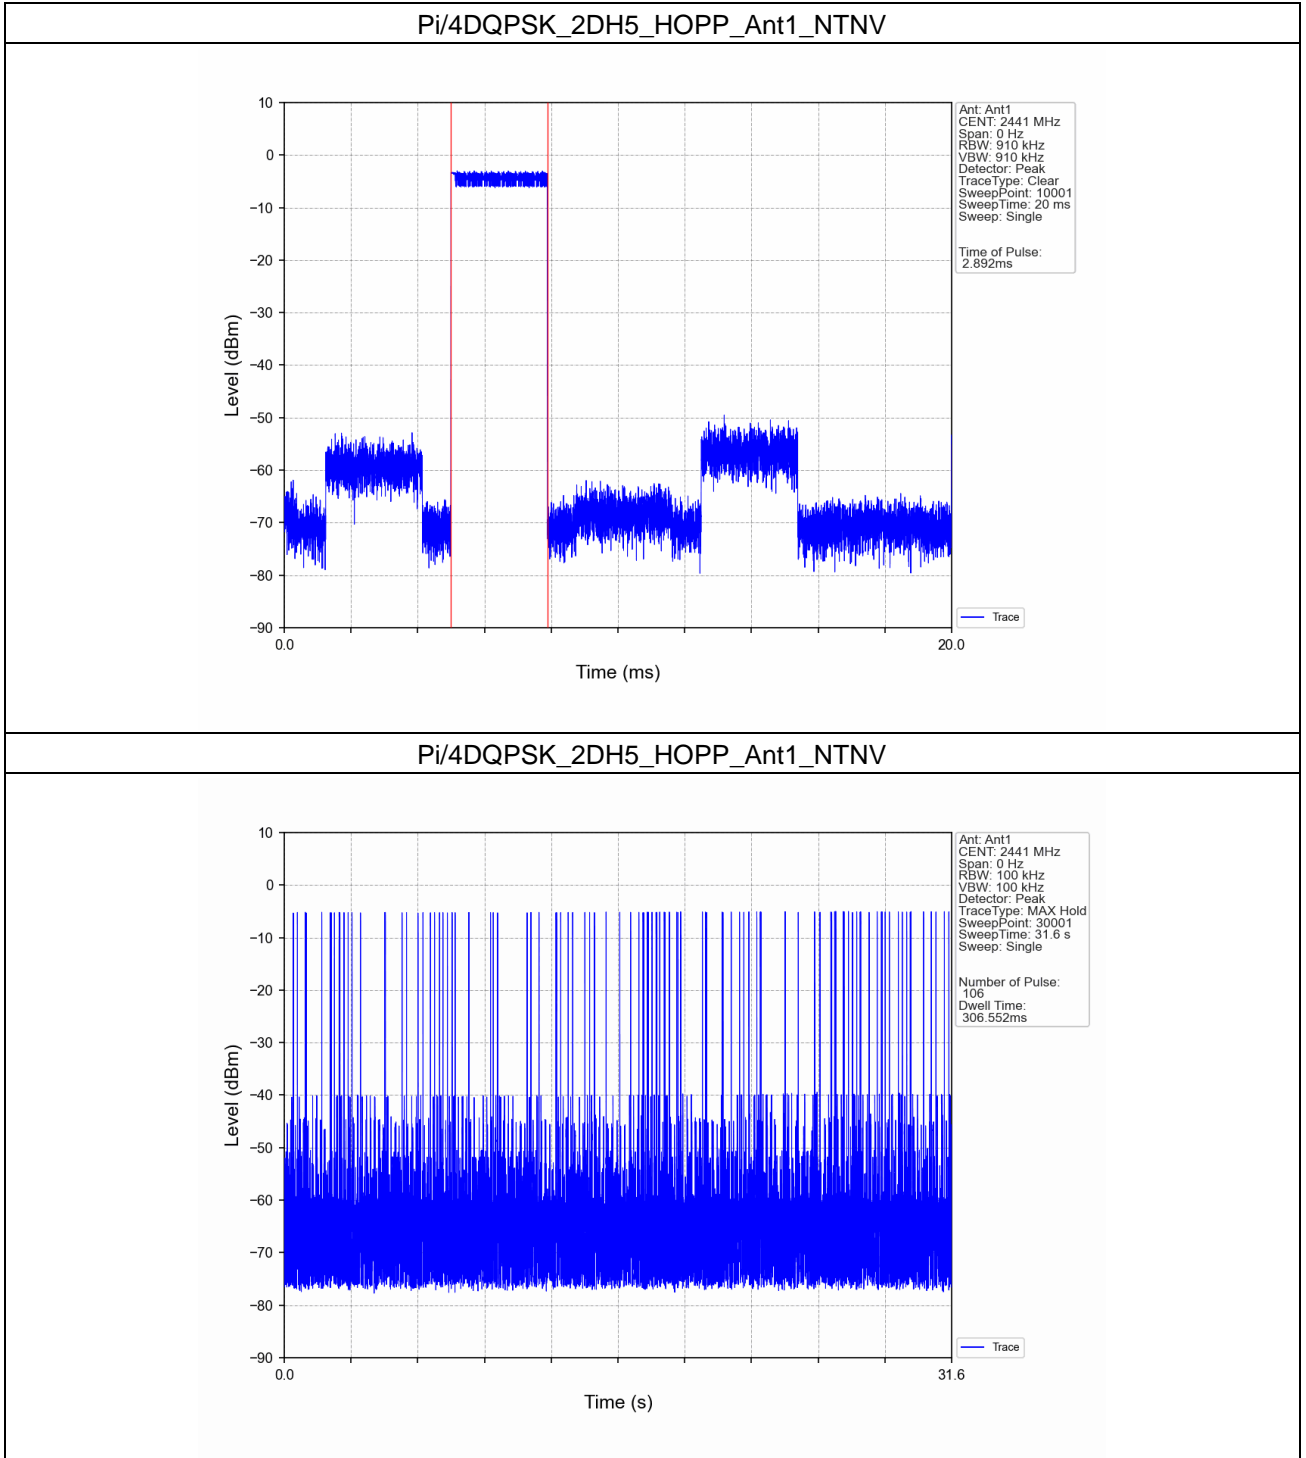 Pi/4DQPSK_2DH5_HOPP_Ant1_NTNV
10
0
−10
−20
−30
−40
−50
−60
−70
−80
−90
Level (dBm)
0.0
20.0
Time (ms)
Ant: Ant1
CENT: 2441 MHz
Span: 0 Hz
RBW: 910 kHz
VBW: 910 kHz
Detector: Peak
TraceType: Clear
SweepPoint: 10001
SweepTime: 20 ms
Sweep: Single
Time of Pulse:
2.892ms
Trace
Pi/4DQPSK_2DH5_HOPP_Ant1_NTNV
10
0
−10
−20
−30
−40
−50
−60
−70
−80
−90
Level (dBm)
0.0
31.6
Time (s)
Ant: Ant1
CENT: 2441 MHz
Span: 0 Hz
RBW: 100 kHz
VBW: 100 kHz
Detector: Peak
TraceType: MAX Hold
SweepPoint: 30001
SweepTime: 31.6 s
Sweep: Single
Number of Pulse:
106
Dwell Time:
306.552ms
Trace